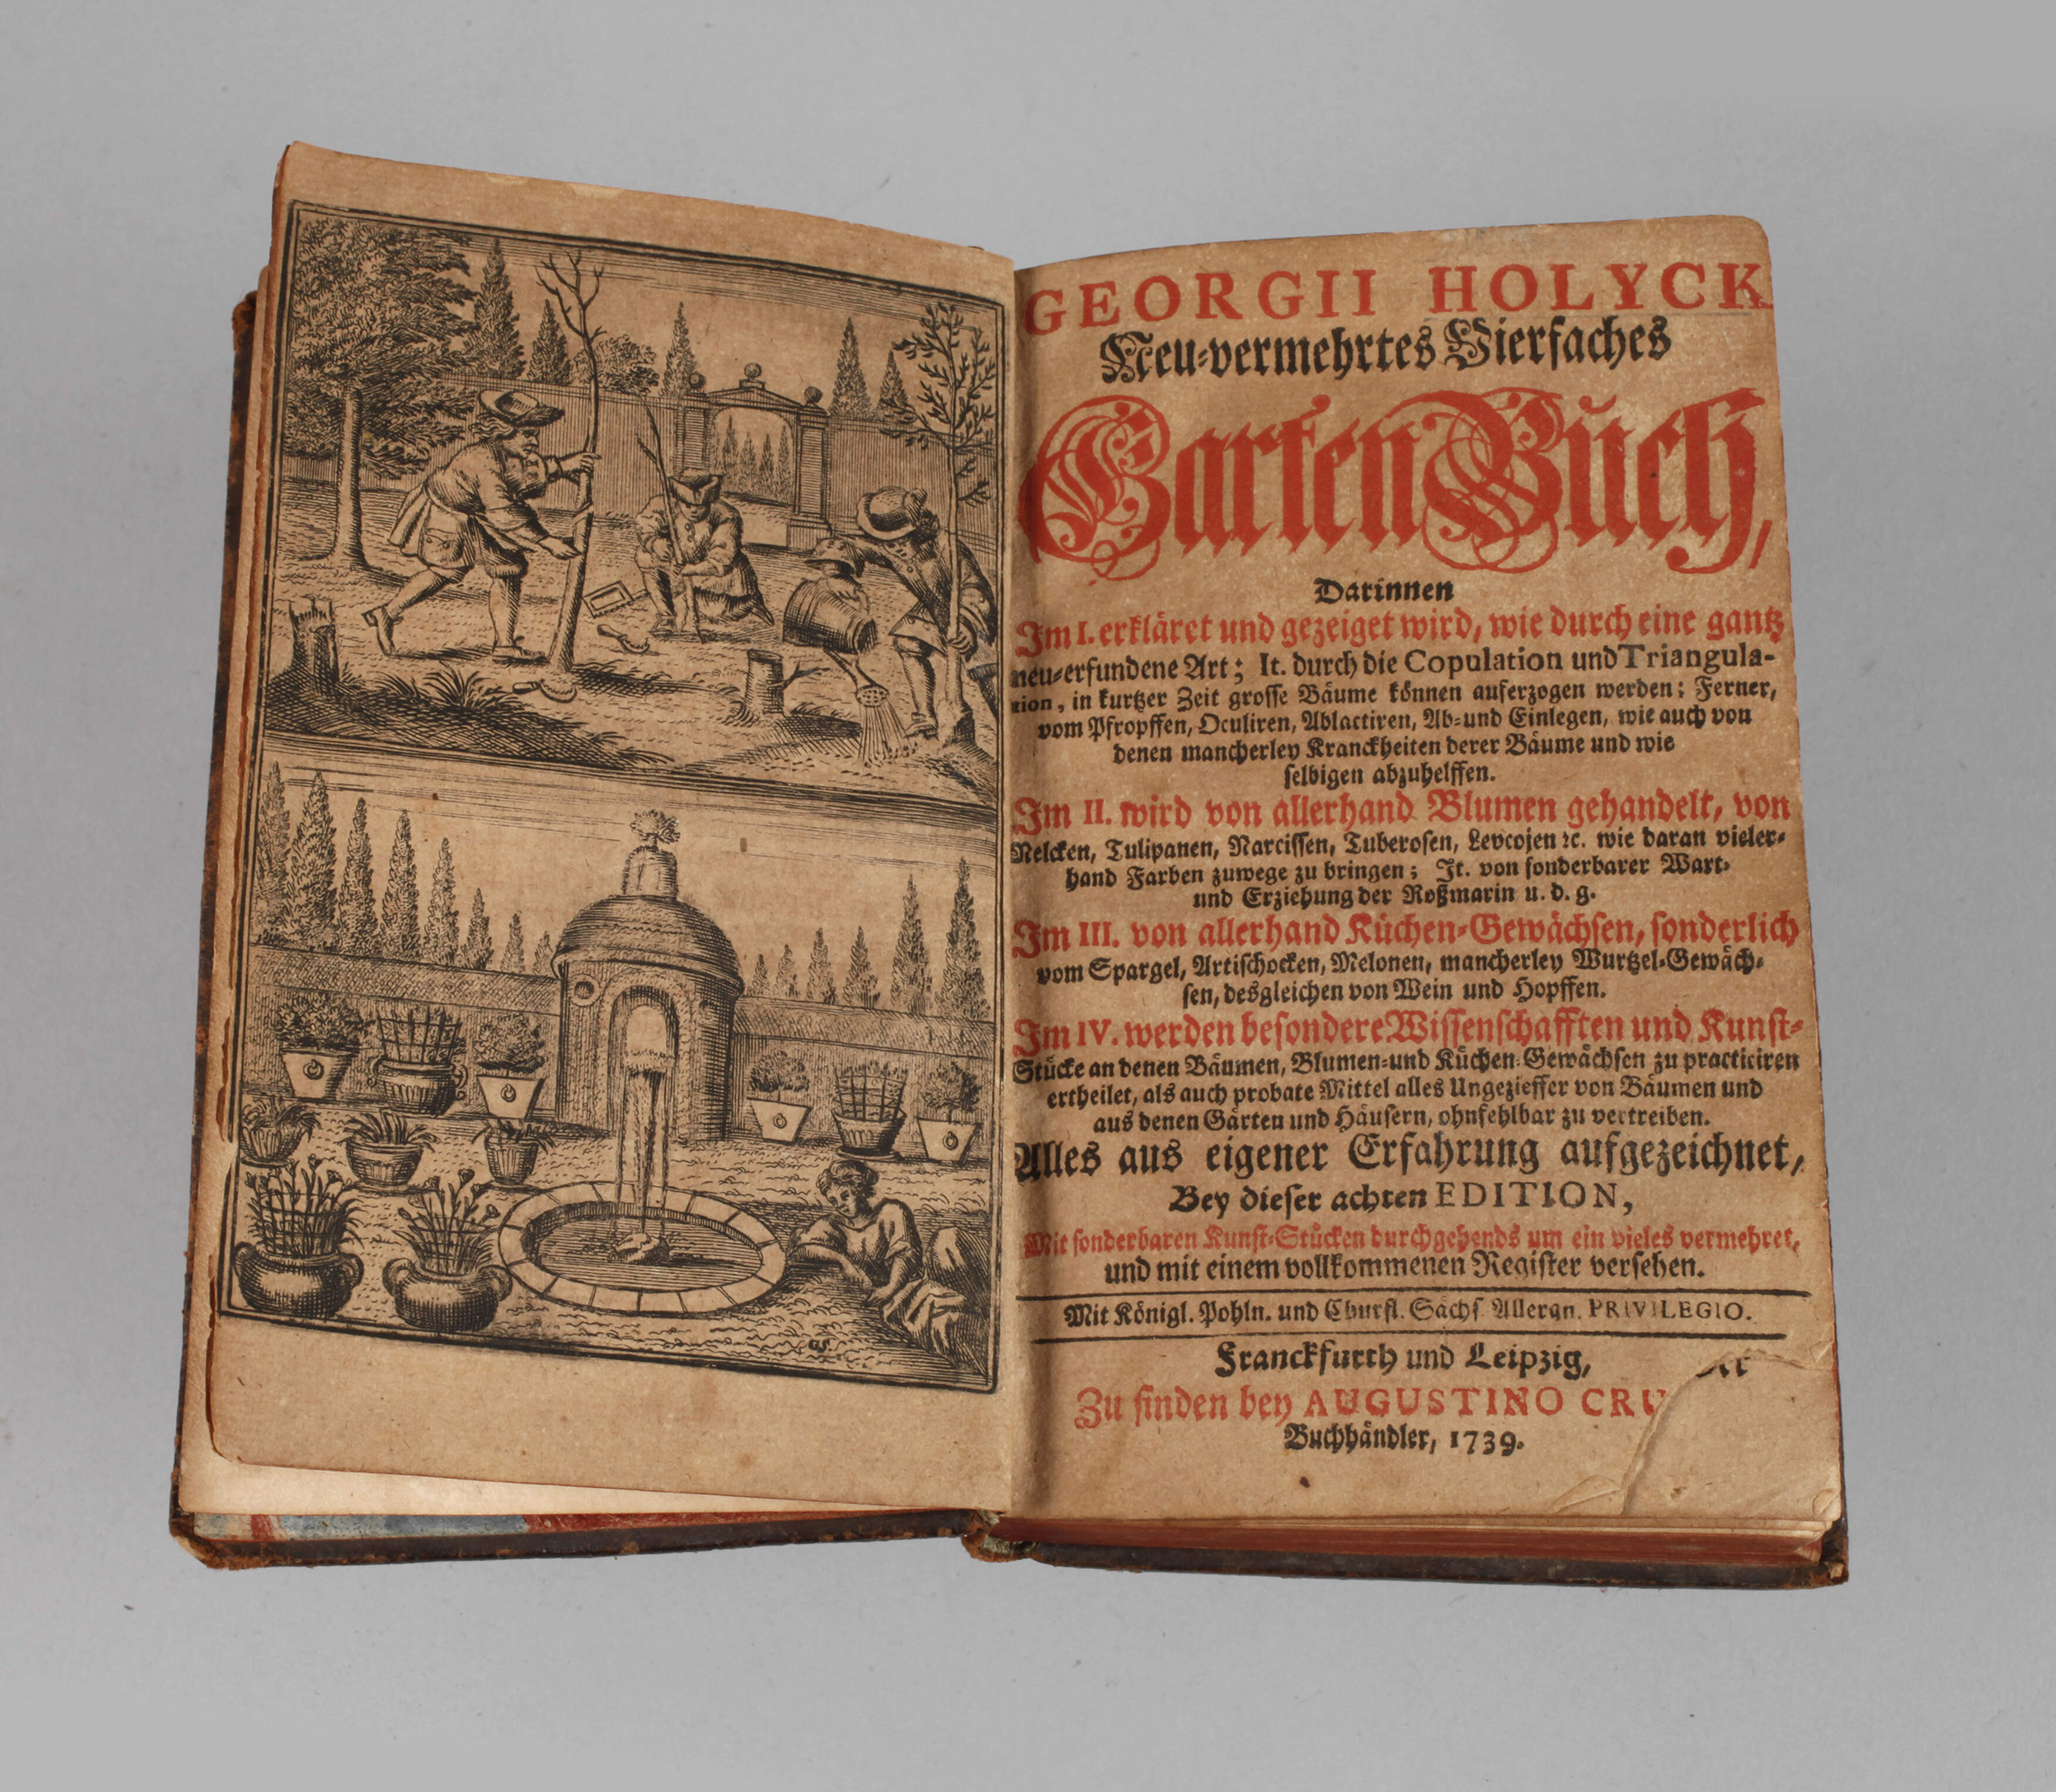 GEORGII HOLYCK
Neu-vermehrtes Vierfaches
Garten Buch,
Darinnen
Im I. erkläret und gezeiget wird, wie durch eine gantz
neu-erfundene Art; It. durch die Copulation und Triangula-
tion, in kurtzer Zeit grosse Bäume können auferzogen werden; Ferner,
vom Pfropffen, Oculiren, Ablactiren, Ab- und Einlegen, wie auch von
denen mancherley Kranckheiten derer Bäume und wie
selbigen abzuhelffen.
Im II. wird von allerhand Blumen gehandelt, von
Nelcken, Tulipanen, Narcissen, Tuberosen, Levcojen ꝛc. wie daran vieler-
hand Farben zuwege zu bringen; It. von sonderbarer Wart-
und Erziehung der Roßmarin u. d. g.
Im III. von allerhand Küchen-Gewächsen, sonderlich
vom Spargel, Artischocken, Melonen, mancherley Wurtzel-Gewäch-
sen, desgleichen von Wein und Hopffen.
Im IV. werden besondere Wissenschafften und Kunst-
Stücke an denen Bäumen, Blumen- und Küchen-Gewächsen zu practiciren
ertheilet, als auch probate Mittel alles Ungezieffer von Bäumen und
aus denen Gärten und Häusern, ohnfehlbar zu vertreiben.
Alles aus eigener Erfahrung aufgezeichnet,
Bey dieser achten EDITION,
Mit sonderbaren Kunst-Stücken durchgehends um ein vieles vermehret,
und mit einem vollkommenen Register versehen.
Mit Königl. Pohln. und Churfl. Sächs. Allergn. PRIVILEGIO.
Franckfurth und Leipzig,
Zu finden bey AUGUSTINO CRU
Buchhändler, 1739.